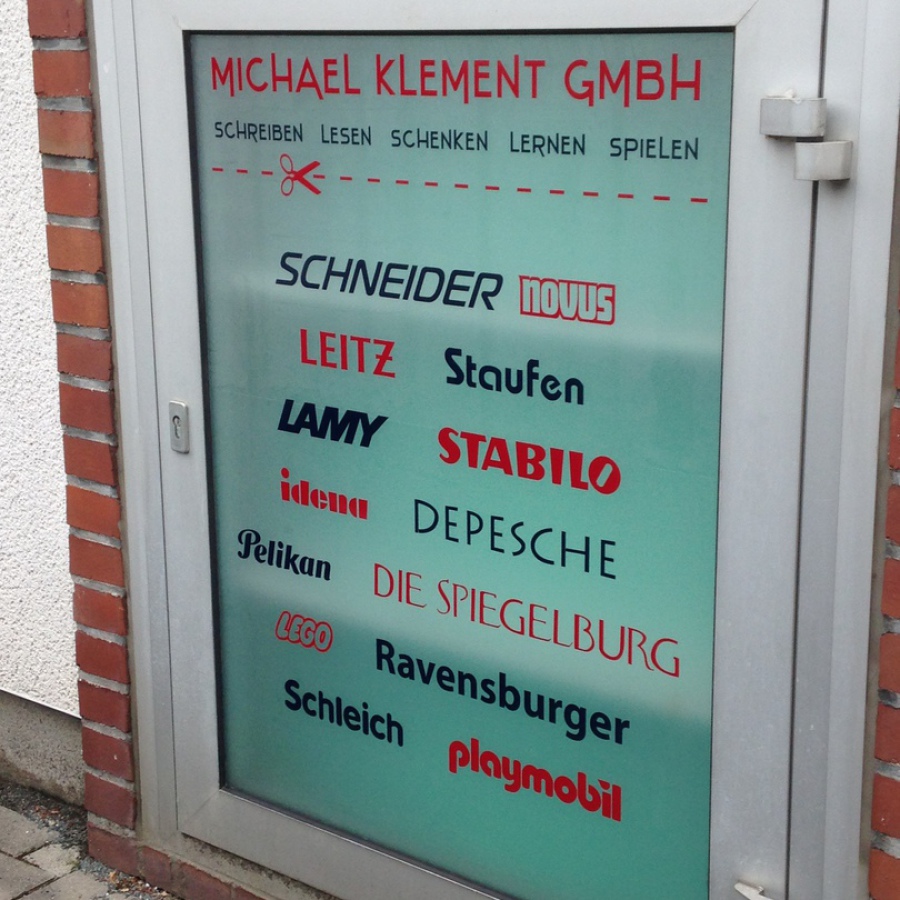 MICHAEL KLEMENT GMBH
SCHREIBEN LESEN SCHENKEN LERNEN SPIELEN
SCHNEIDER novus
LEITZ Staufen
LAMY STABILO
idena DEPESCHE
Pelikan DIE SPIEGELBURG
LEGO Ravensburger
Schleich playmobil